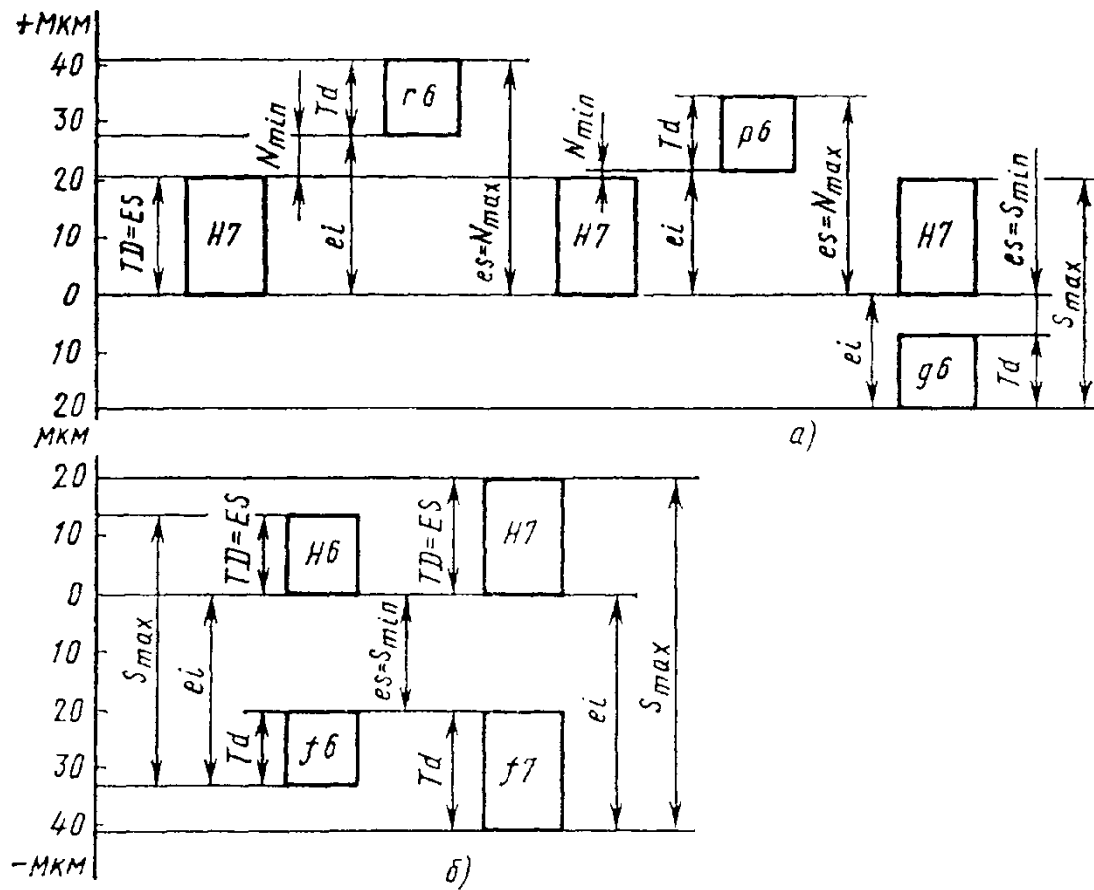 +мкм
40
30
20
10
0
10
20
TD=ES
H7
Nmin
Td
r6
ei
es=Nmax
Nmin
H7
Td
ei
p6
es=Nmax
H7
es=Smin
Smax
ei
g6
Td
а)
мкм
20
10
0
10
20
30
40
-мкм
Smax
TD=ES
H6
ei
Td
f6
es=Smin
TD=ES
H7
Td
f7
ei
Smax
б)